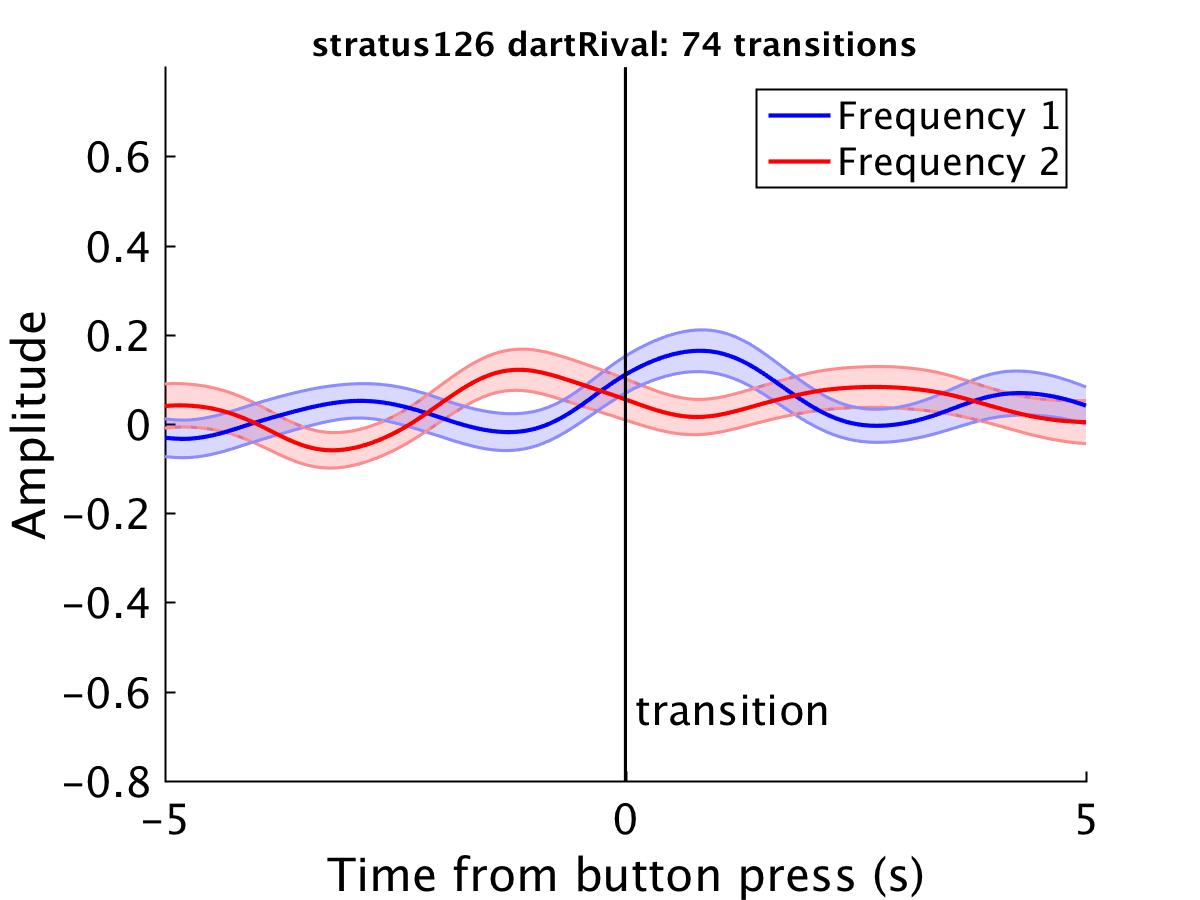 stratus126 dartRival: 74 transitions
Frequency 1
Frequency 2
0.6
0.4
0.2
0
−0.2
−0.4
−0.6
−0.8
Amplitude
transition
−5
0
5
Time from button press (s)